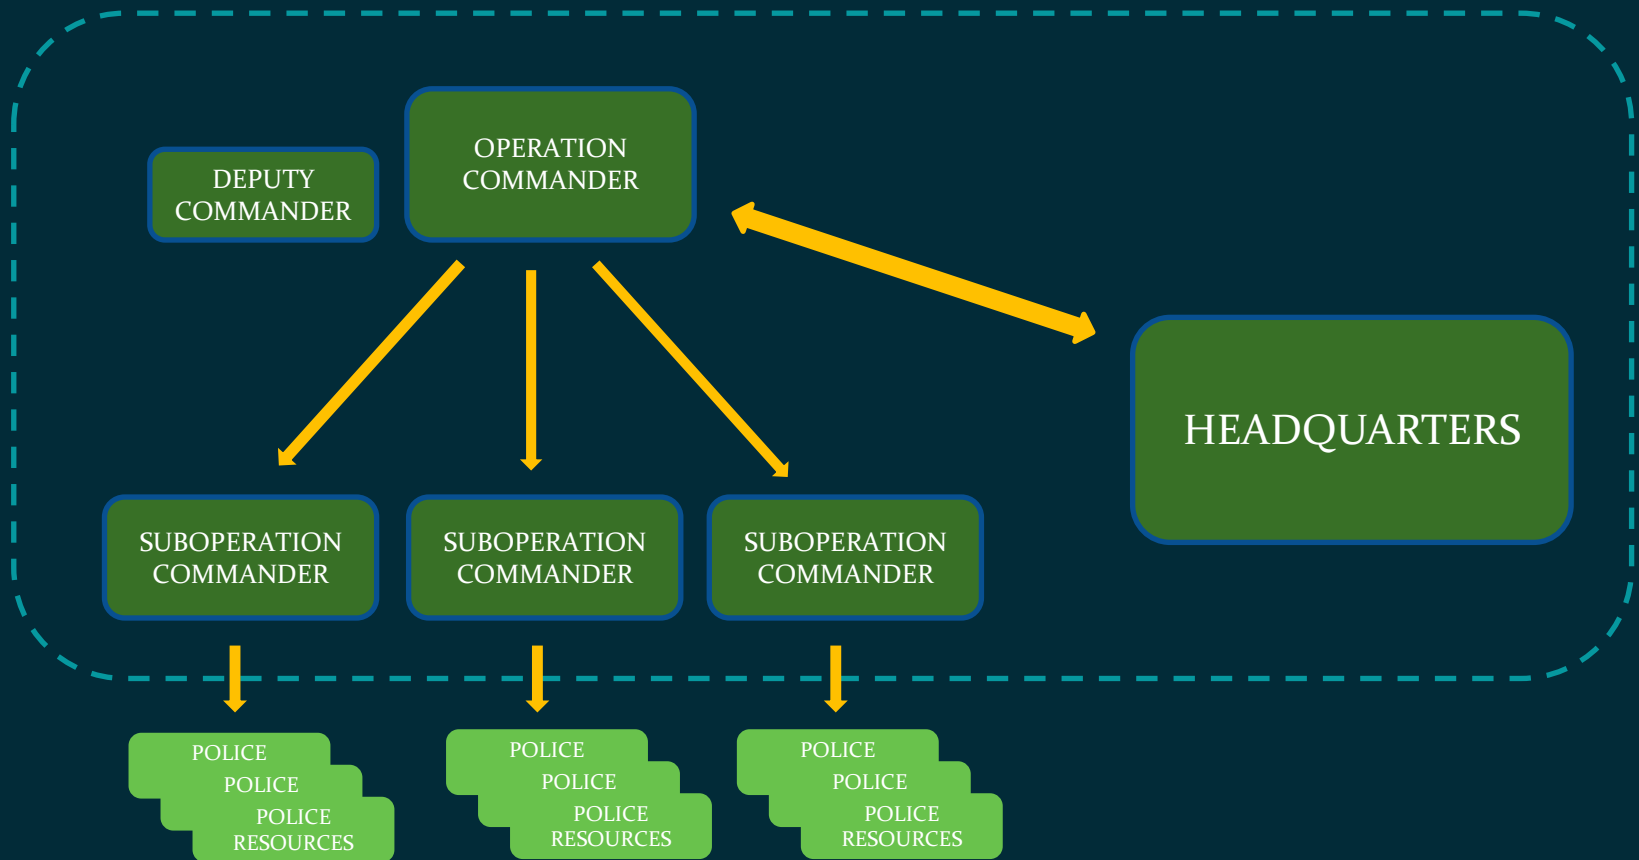 OPERATION
COMMANDER
DEPUTY
COMMANDER
HEADQUARTERS
SUBOPERATION
COMMANDER
SUBOPERATION
COMMANDER
SUBOPERATION
COMMANDER
POLICE
POLICE
POLICE
RESOURCES
POLICE
POLICE
POLICE
RESOURCES
POLICE
POLICE
POLICE
RESOURCES